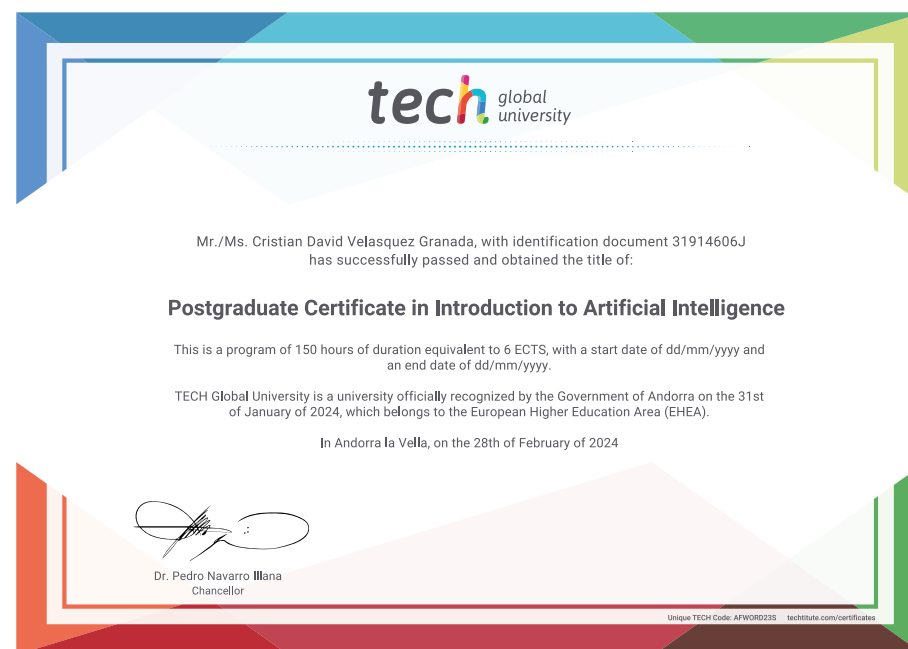 tech global university
Mr./Ms. Cristian David Velasquez Granada, with identification document 31914606J
has successfully passed and obtained the title of:
Postgraduate Certificate in Introduction to Artificial Intelligence
This is a program of 150 hours of duration equivalent to 6 ECTS, with a start date of dd/mm/yyyy and
an end date of dd/mm/yyyy.
TECH Global University is a university officially recognized by the Government of Andorra on the 31st
of January of 2024, which belongs to the European Higher Education Area (EHEA).
In Andorra la Vella, on the 28th of February of 2024
Dr. Pedro Navarro Illana
Chancellor
Unique TECH Code: AFWORD23S techtitute.com/certificates